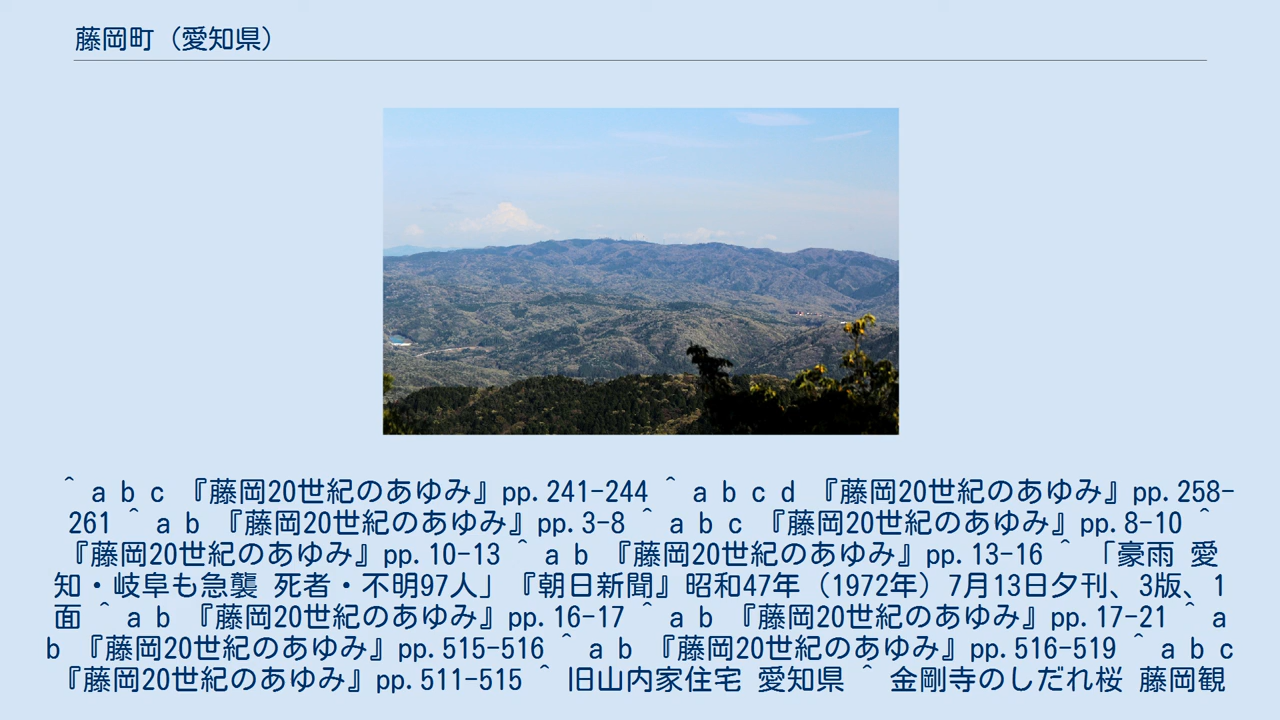 藤岡町（愛知県）
^ a b c 『藤岡20世紀のあゆみ』pp.241-244 ^ a b c d 『藤岡20世紀のあゆみ』pp.258-
261 ^ a b 『藤岡20世紀のあゆみ』pp.3-8 ^ a b c 『藤岡20世紀のあゆみ』pp.8-10 ^
『藤岡20世紀のあゆみ』pp.10-13 ^ a b 『藤岡20世紀のあゆみ』pp.13-16 ^ 「豪雨 愛
知・岐阜も急襲 死者・不明97人」『朝日新聞』昭和47年（1972年）7月13日夕刊、3版、1
面 ^ a b 『藤岡20世紀のあゆみ』pp.16-17 ^ a b 『藤岡20世紀のあゆみ』pp.17-21 ^ a
b 『藤岡20世紀のあゆみ』pp.515-516 ^ a b 『藤岡20世紀のあゆみ』pp.516-519 ^ a b c
『藤岡20世紀のあゆみ』pp.511-515 ^ 旧山内家住宅 愛知県 ^ 金剛寺のしだれ桜 藤岡観